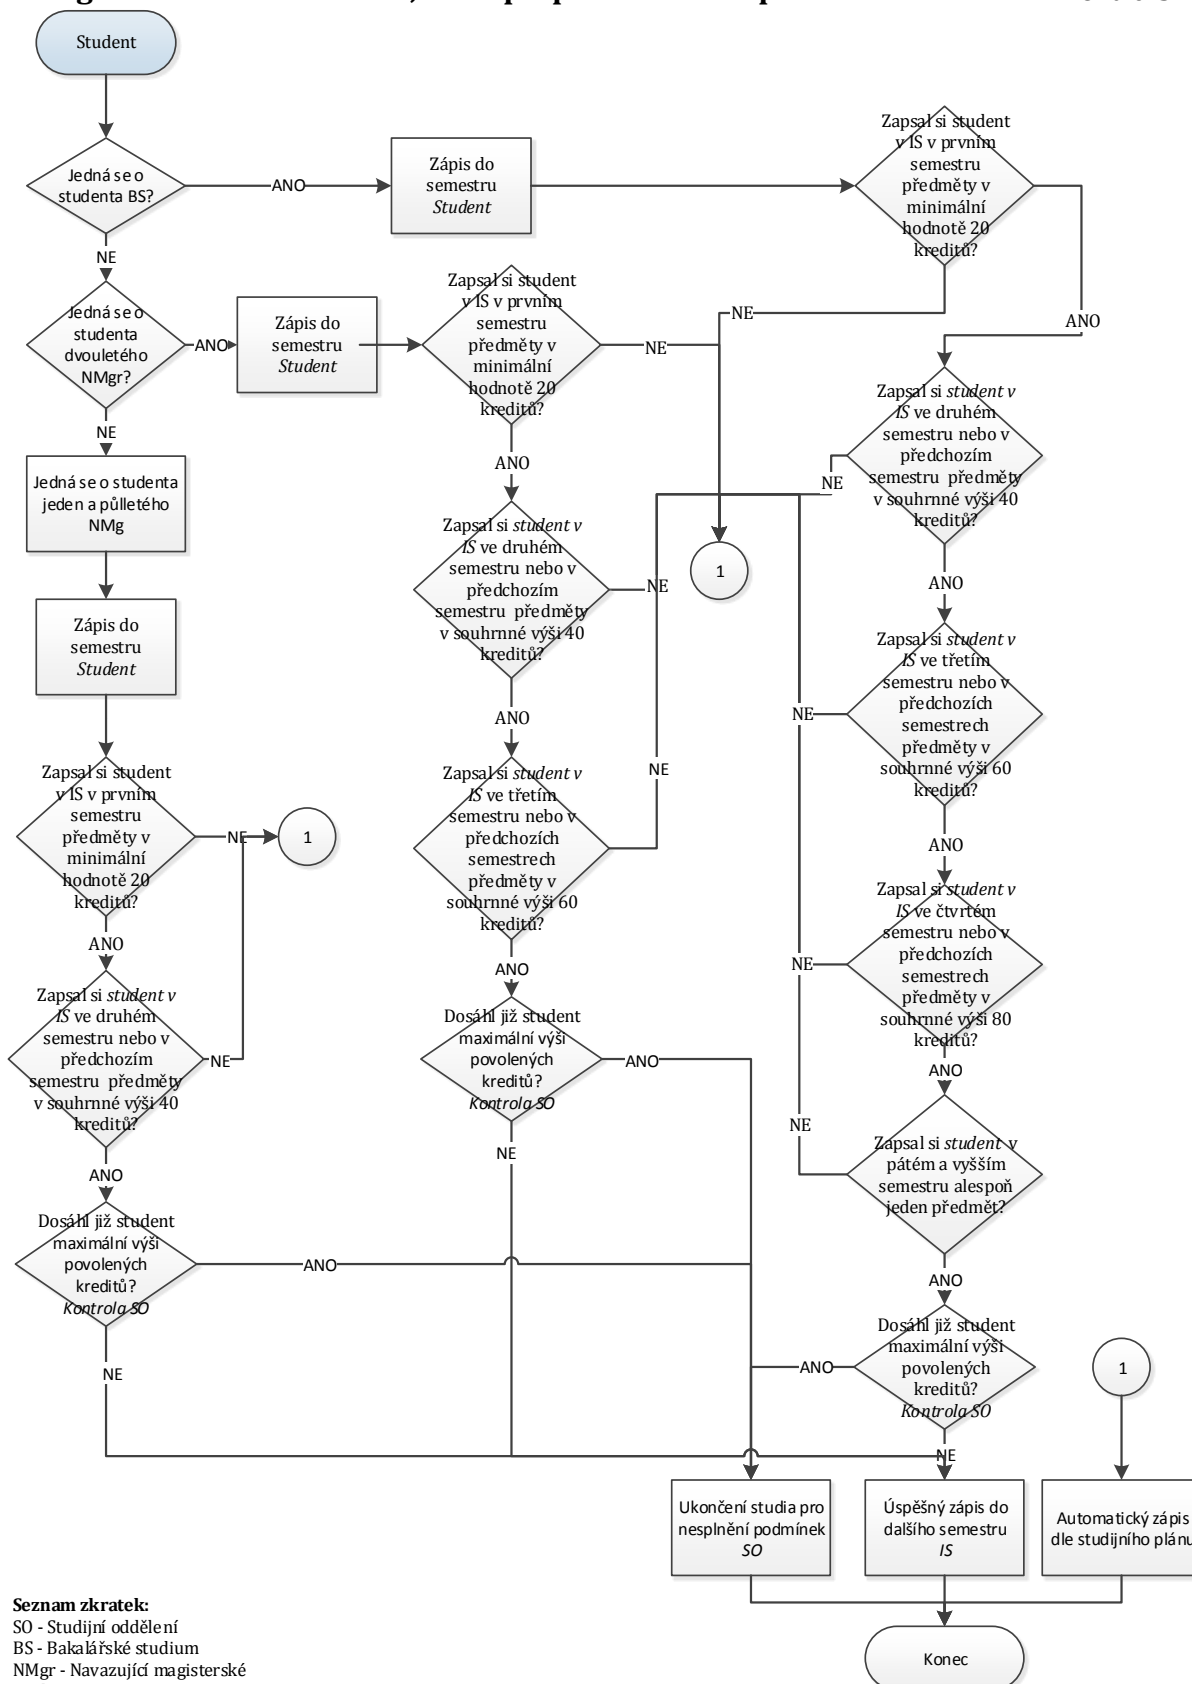 Student
Jedná se o
studenta BS?
ANO
Zápis do
semestru
Student
Zapsal si student
v IS v prvním
semestru
předměty v
minimální
hodnotě 20
kreditů?
NE
ANO
NE
Jedná se o
studenta
dvouletého
NMgr?
ANO
Zápis do
semestru
Student
Zapsal si student
v IS v prvním
semestru
předměty v
minimální
hodnotě 20
kreditů?
NE
NE
Jedná se o studenta
jeden a půlletého
NMg
ANO
Zapsal si student v
IS ve druhém
semestru nebo v
předchozím
semestru předměty
v souhrnné výši 40
kreditů?
NE
1
Zapsal si student v
IS ve druhém
semestru nebo v
předchozím
semestru předměty
v souhrnné výši 40
kreditů?
NE
ANO
Zápis do
semestru
Student
ANO
Zapsal si student v
IS ve třetím
semestru nebo v
předchozích
semestrech
předměty v
souhrnné výši 60
kreditů?
NE
Zapsal si student
v IS v prvním
semestru
předměty v
minimální
hodnotě 20
kreditů?
NE
1
Zapsal si student v
IS ve třetím
semestru nebo v
předchozích
semestrech
předměty v
souhrnné výši 60
kreditů?
NE
ANO
ANO
Zapsal si student v
IS ve čtvrtém
semestru nebo v
předchozích
semestrech
předměty v
souhrnné výši 80
kreditů?
NE
ANO
Zapsal si student v
IS ve druhém
semestru nebo v
předchozím
semestru předměty
v souhrnné výši 40
kreditů?
NE
ANO
Dosáhl již student
maximální výši
povolených
kreditů?
Kontrola SO
ANO
NE
ANO
Zapsal si student v
pátém a vyšším
semestru alespoň
jeden předmět?
NE
ANO
Dosáhl již student
maximální výši
povolených
kreditů?
Kontrola SO
ANO
NE
ANO
Dosáhl již student
maximální výši
povolených
kreditů?
Kontrola SO
ANO
NE
1
Ukončení studia pro
nesplnění podmínek
SO
Úspěšný zápis do
dalšího semestru
IS
Automatický zápis
dle studijního plánu
Konec
Seznam zkratek:
SO - Studijní oddělení
BS - Bakalářské studium
NMgr - Navazující magisterské